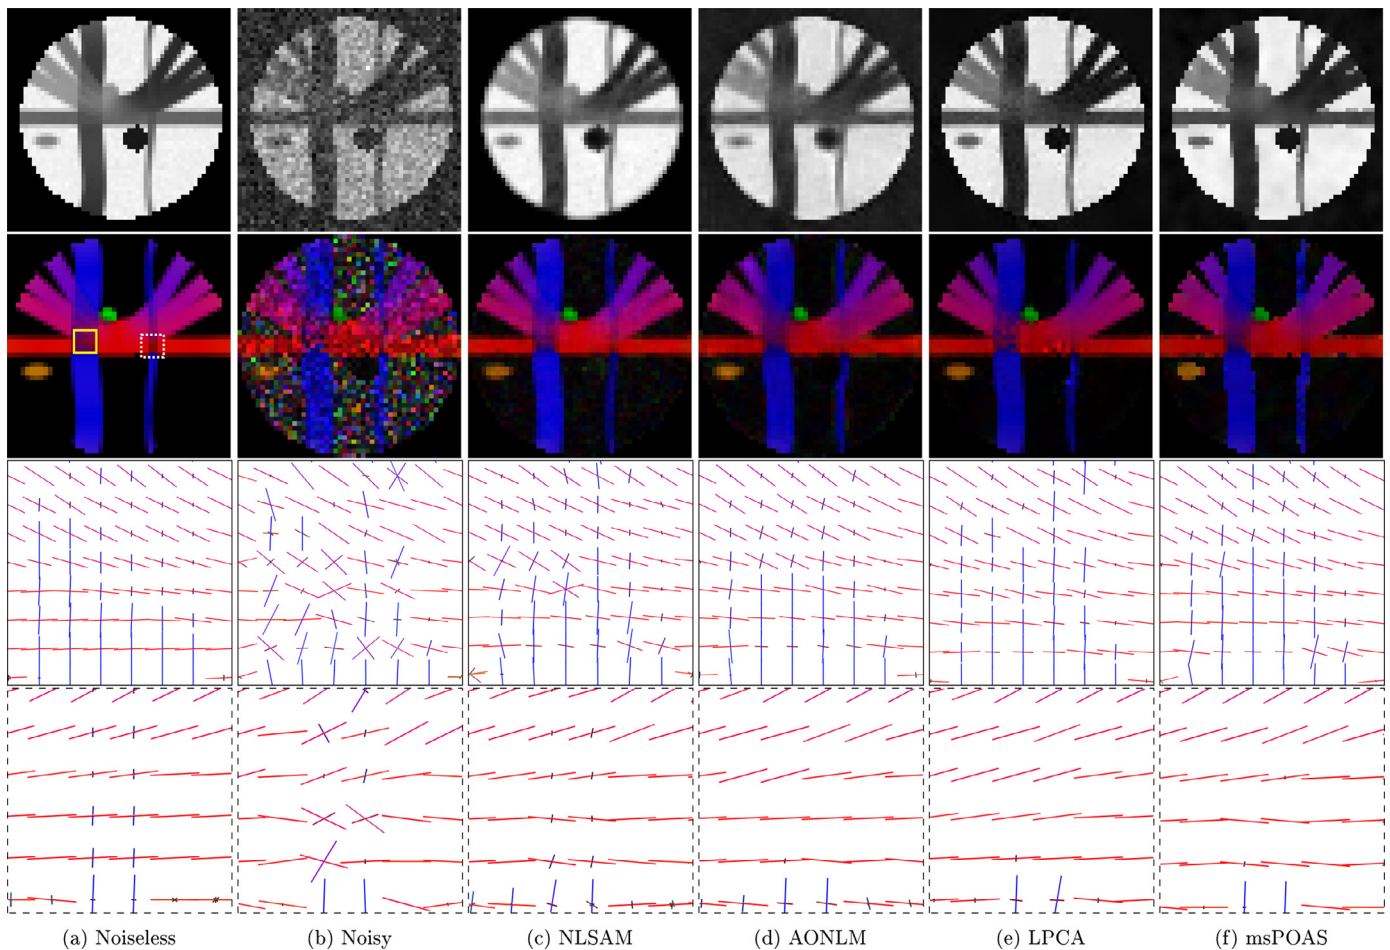 (a) Noiseless
(b) Noisy
(c) NLSAM
(d) AONLM
(e) LPCA
(f) msPOAS